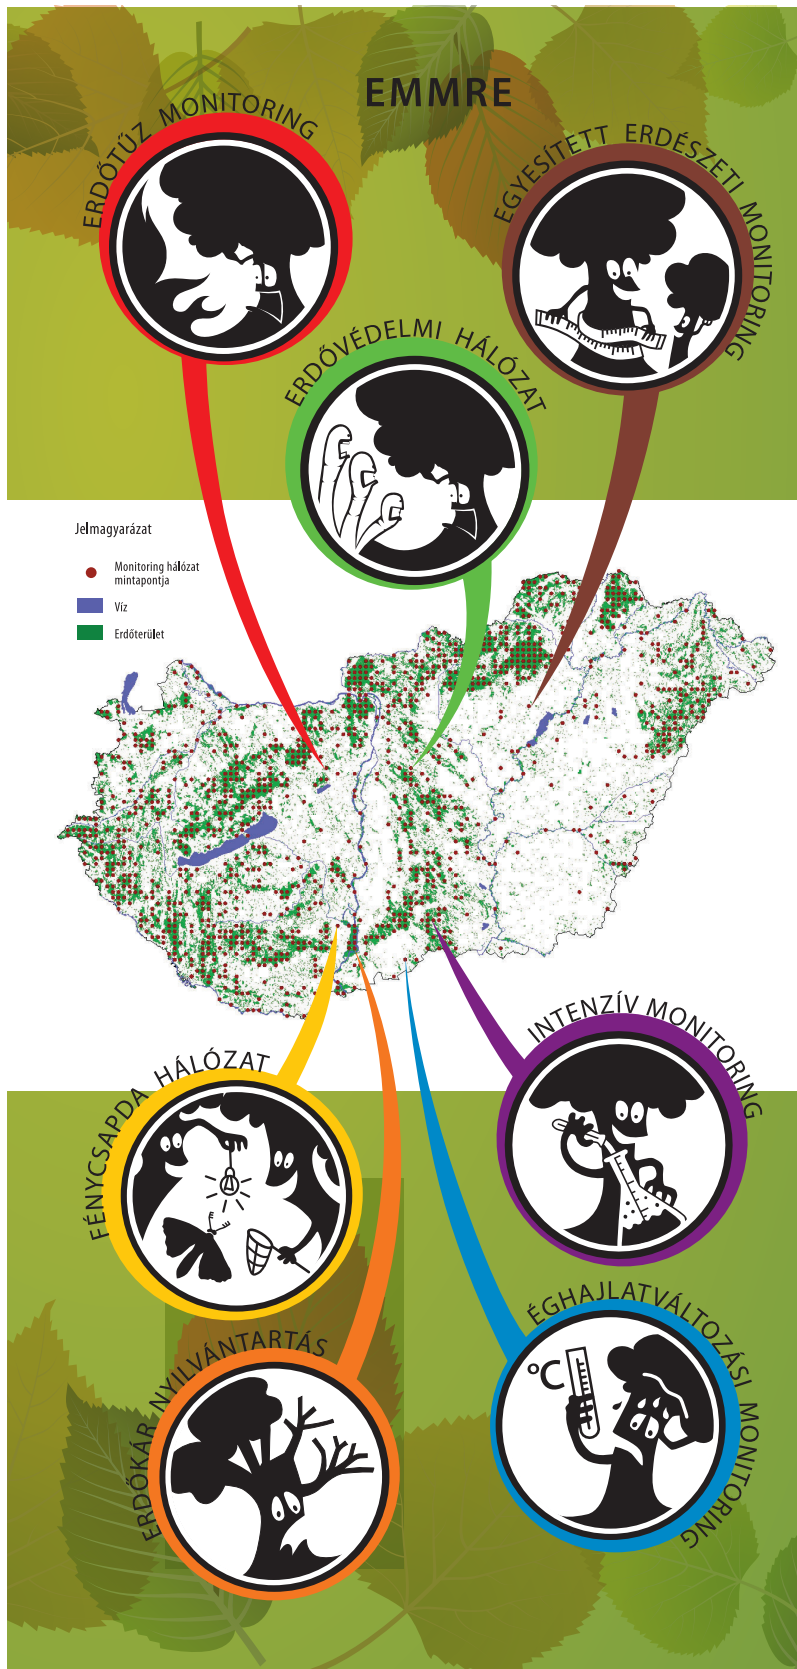 EMMRE
ERDŐTŰZ MONITORING
EGYESÍTETT ERDÉSZETI MONITORING
ERDŐVÉDELMI HÁLÓZAT
Jelmagyarázat
Monitoring hálózat
mintapontja
Víz
Erdőterület
INTENZÍV MONITORING
FÉNYCSAPDA HÁLÓZAT
ÉGHAJLATVÁLTOZÁSI MONITORING
°C
ERDŐKÁR NYILVÁNTARTÁS